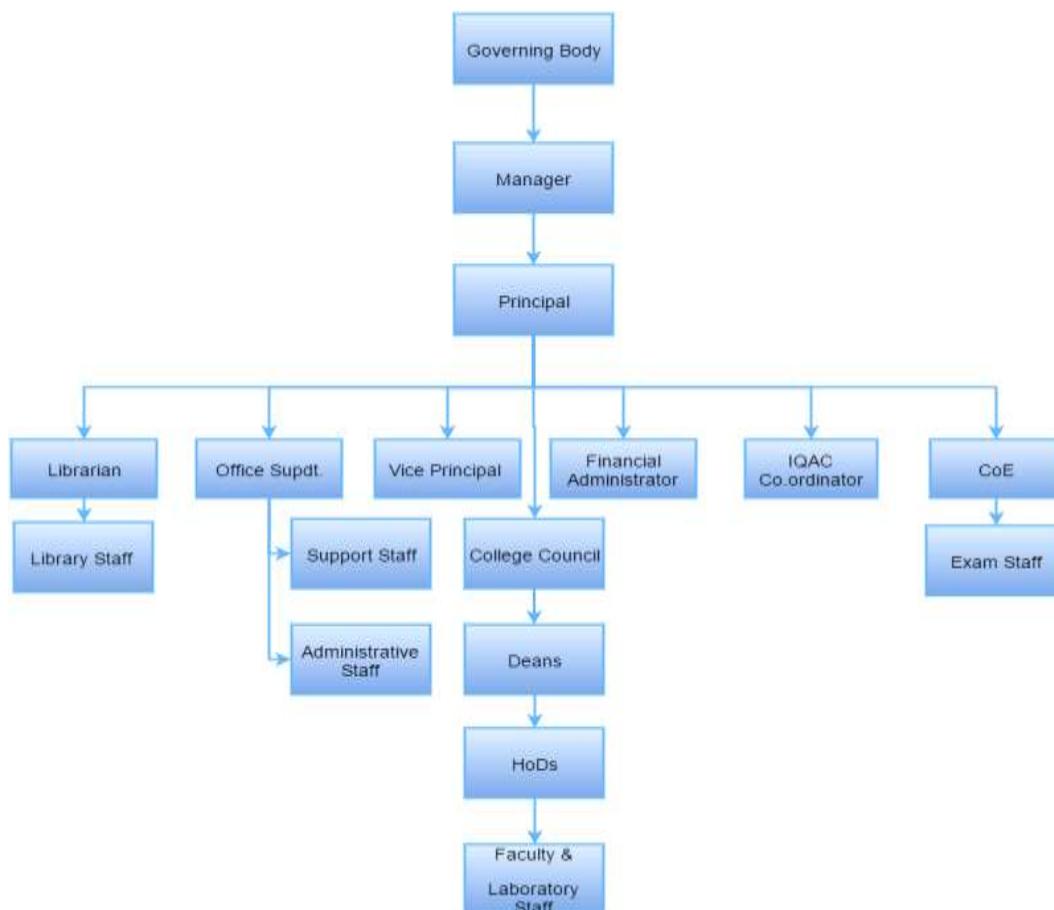 Governing Body
Manager
Principal
Librarian
Office Supdt.
Vice Principal
Financial
Administrator
IQAC
Co.ordinator
CoE
Library Staff
Support Staff
College Council
Exam Staff
Administrative
Staff
Deans
HoDs
Faculty &
Laboratory
Staff